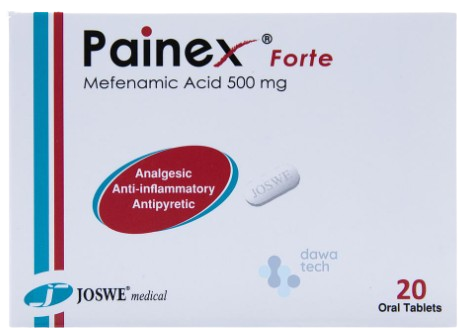 Painex® Forte
Mefenamic Acid 500 mg
Analgesic
Anti-inflammatory
Antipyretic
JOSWE
dawa
tech
JOSWE® medical
20
Oral Tablets